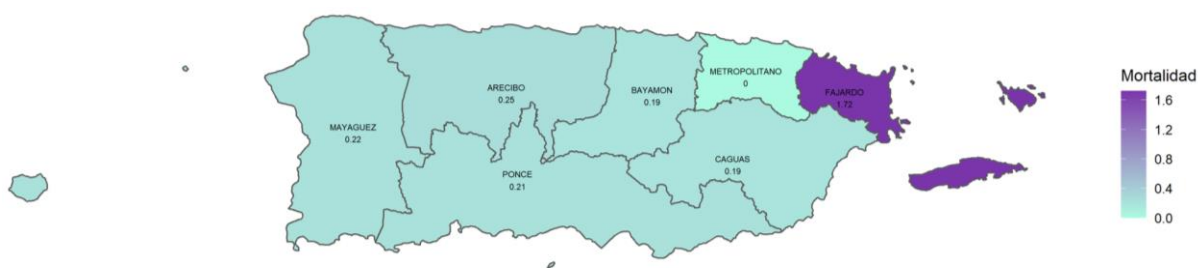 METROPOLITANO
0
ARECIBO
0.25
BAYAMON
0.19
FAJARDO
1.72
MAYAGUEZ
0.22
CAGUAS
0.19
PONCE
0.21
Mortalidad
1.6
1.2
0.8
0.4
0.0